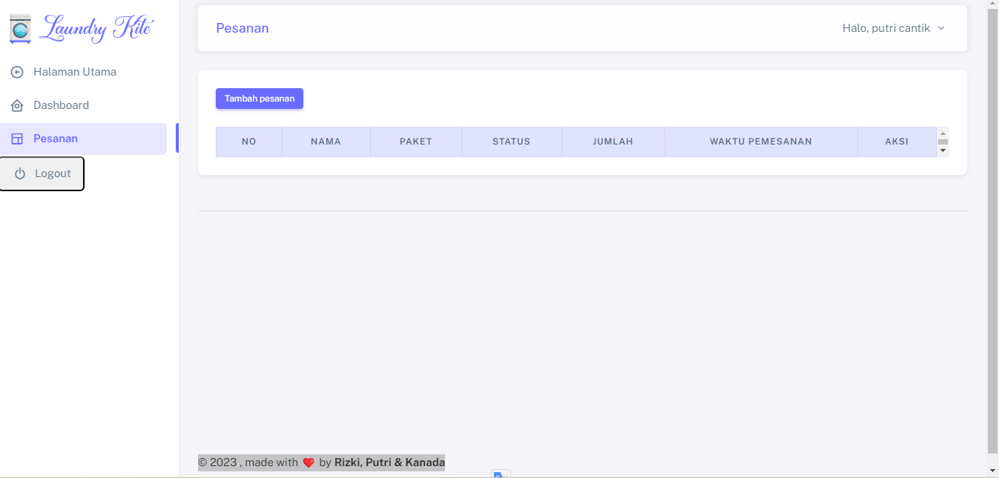 Laundry Kite
Halaman Utama
Dashboard
Pesanan
Logout
Pesanan
Halo, putri cantik
Tambah pesanan
NO NAMA PAKET STATUS JUMLAH WAKTU PEMESANAN AKSI
© 2023 , made with ❤️ by Rizki, Putri & Kanada